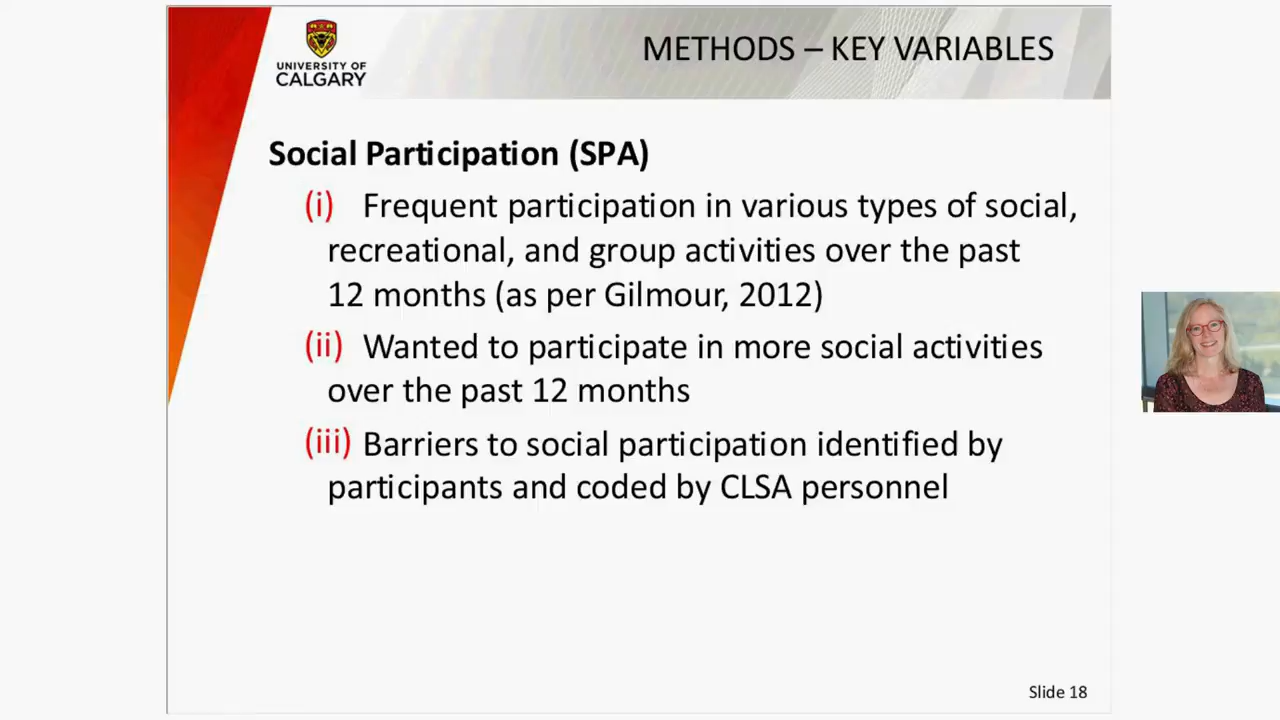 UNIVERSITY OF
CALGARY
METHODS – KEY VARIABLES
Social Participation (SPA)
(i) Frequent participation in various types of social,
recreational, and group activities over the past
12 months (as per Gilmour, 2012)
(ii) Wanted to participate in more social activities
over the past 12 months
(iii) Barriers to social participation identified by
participants and coded by CLSA personnel
Slide 18